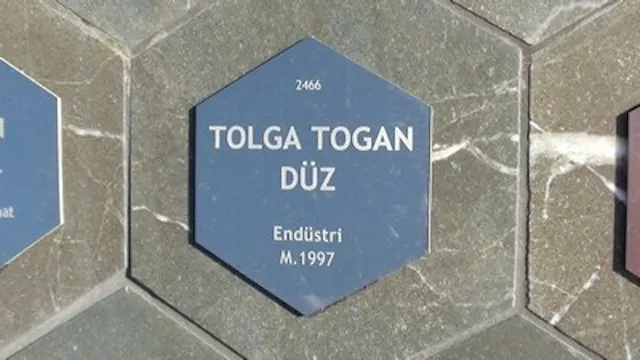 2466
TOLGA TOGAN
DÜZ
Endüstri
M.1997